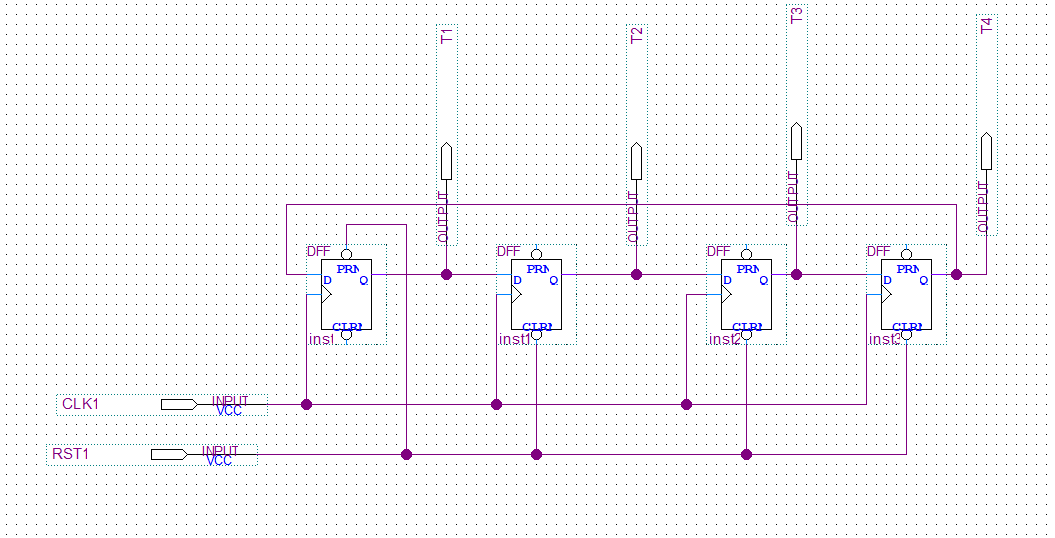 T1
T2
T3
T4
OUTPUT
OUTPUT
OUTPUT
OUTPUT
DFF
DFF
DFF
DFF
PRN
PRN
PRN
PRN
D
Q
D
Q
D
Q
D
Q
CLRN
CLRN
CLRN
CLRN
inst
inst1
inst2
inst3
CLK1
INPUT
VCC
RST1
INPUT
VCC